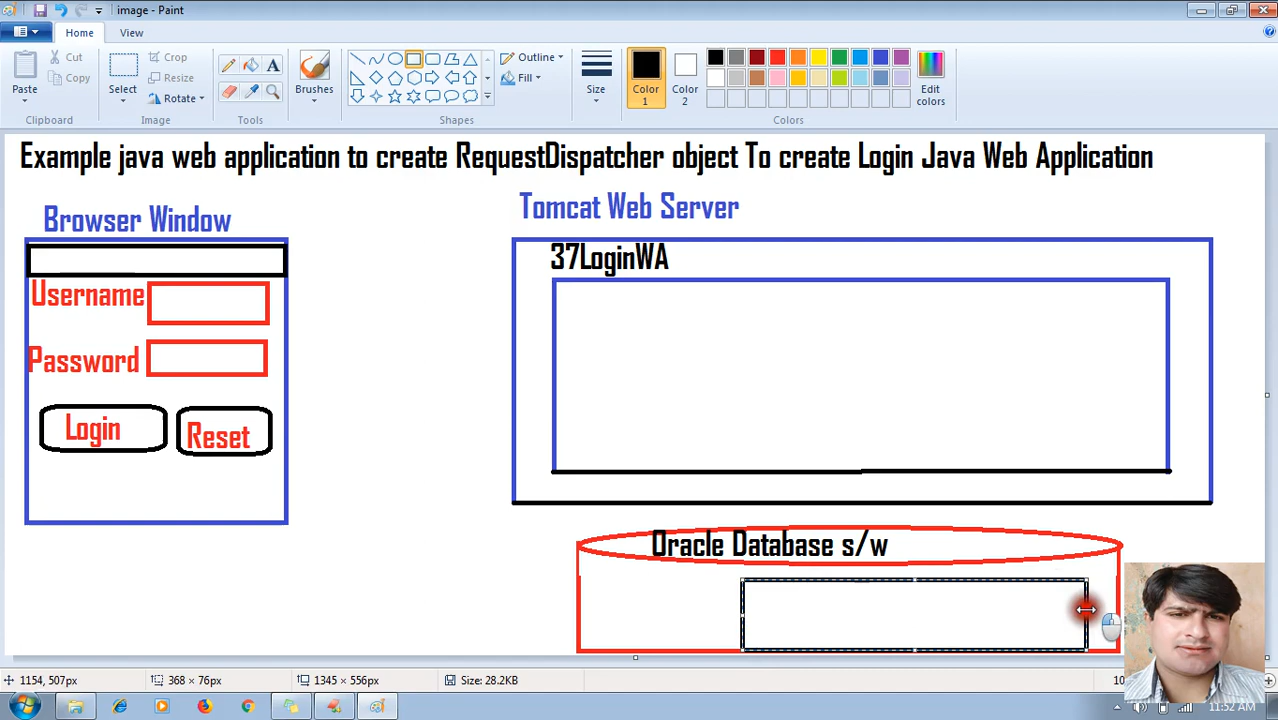 image - Paint
Home
View
Paste
Cut
Copy
Clipboard
Select
Crop
Resize
Rotate
Image
A
Tools
Brushes
Shapes
Outline
Fill
Size
Color 1
Color 2
Edit colors
Colors
Example java web application to create RequestDispatcher object To create Login Java Web Application
Browser Window
Username
Password
Login
Reset
Tomcat Web Server
37LoginWA
Oracle Database s/w
1154, 507px
368 × 76px
1345 × 556px
Size: 28.2KB
11:52 AM